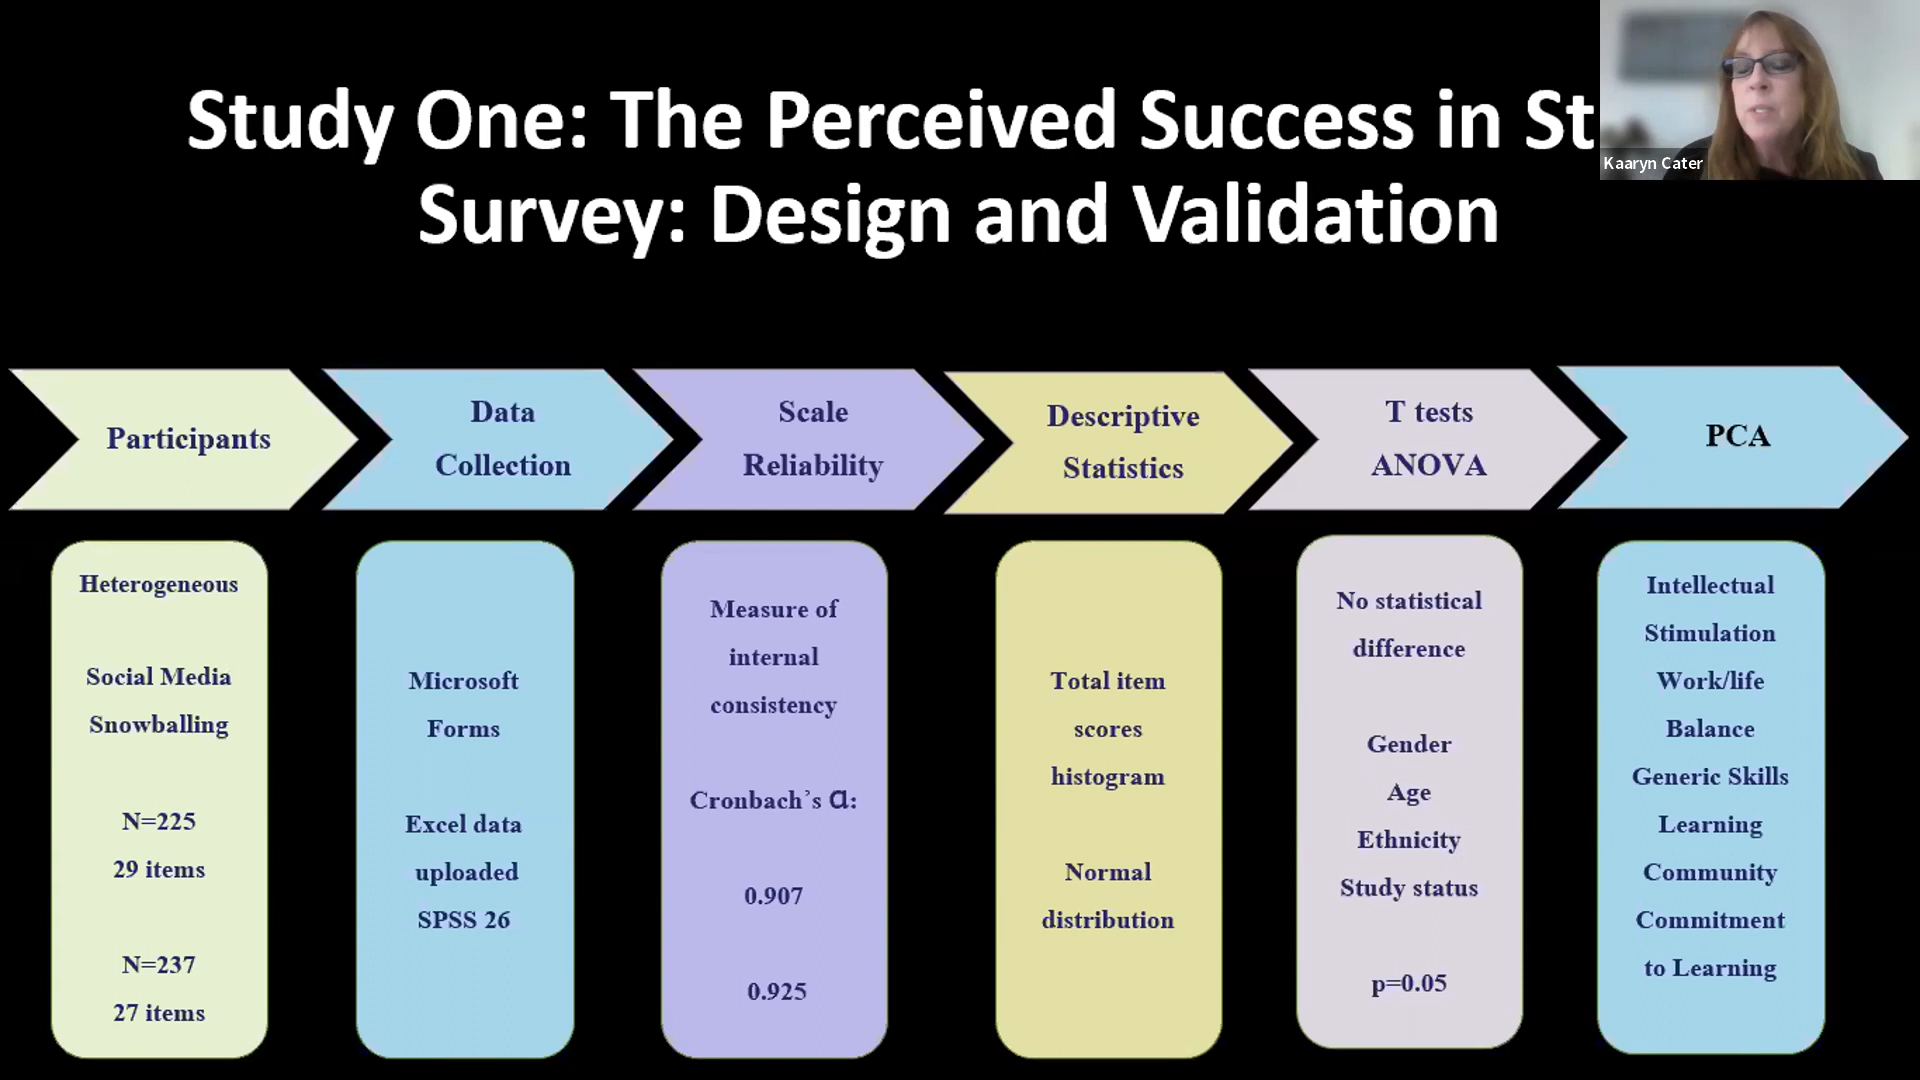 Study One: The Perceived Success in St
Survey: Design and Validation
Kaaryn Cater
Participants
Data
Collection
Scale
Reliability
Descriptive
Statistics
T tests
ANOVA
PCA
Heterogeneous
Social Media
Snowballing
N=225
29 items
N=237
27 items
Microsoft
Forms
Excel data
uploaded
SPSS 26
Measure of
internal
consistency
Cronbach’s α:
0.907
0.925
Total item
scores
histogram
Normal
distribution
No statistical
difference
Gender
Age
Ethnicity
Study status
p=0.05
Intellectual
Stimulation
Work/life
Balance
Generic Skills
Learning
Community
Commitment
to Learning